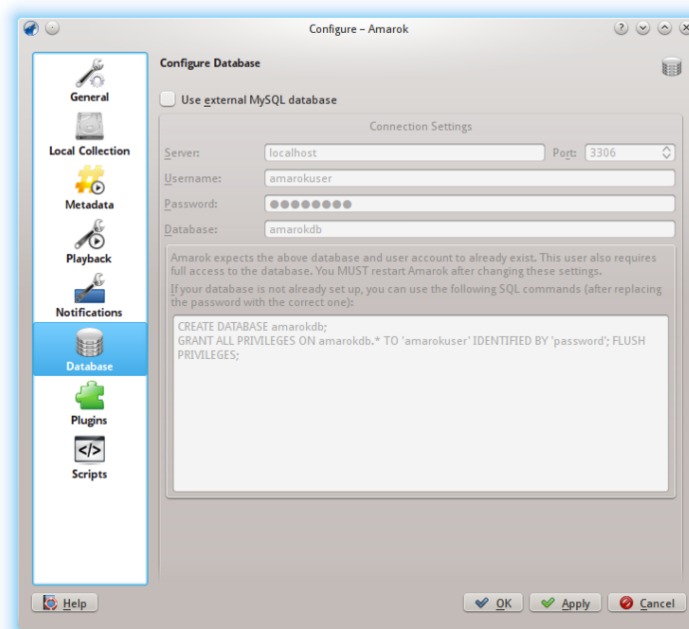 Configure – Amarok
General
Local Collection
Metadata
Playback
Notifications
Database
Plugins
Scripts
Configure Database
Use external MySQL database
Connection Settings
Server: localhost Port: 3306
Username: amarokuser
Password: ●●●●●●●●
Database: amarokdb
Amarok expects the above database and user account to already exist. This user also requires
full access to the database. You MUST restart Amarok after changing these settings.
If your database is not already set up, you can use the following SQL commands (after replacing
the password with the correct one):
CREATE DATABASE amarokdb;
GRANT ALL PRIVILEGES ON amarokdb.* TO 'amarokuser' IDENTIFIED BY 'password'; FLUSH
PRIVILEGES;
Help
OK
Apply
Cancel